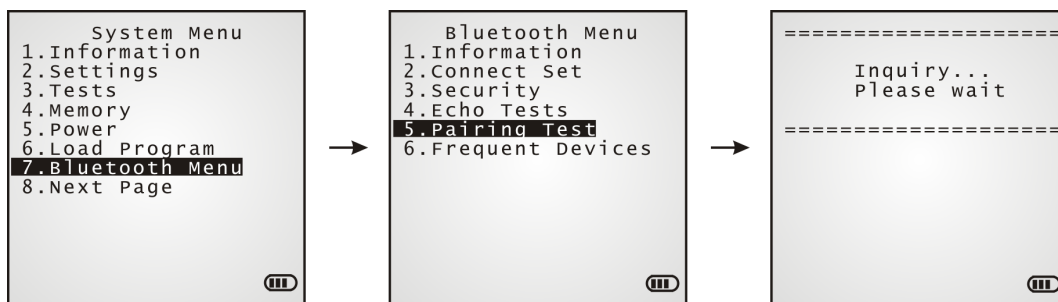 System Menu
1.Information
2.Settings
3.Tests
4.Memory
5.Power
6.Load Program
7.Bluetooth Menu
8.Next Page
Bluetooth Menu
1.Information
2.Connect Set
3.Security
4.Echo Tests
5.Pairing Test
6.Frequent Devices
====================
Inquiry...
Please wait
====================